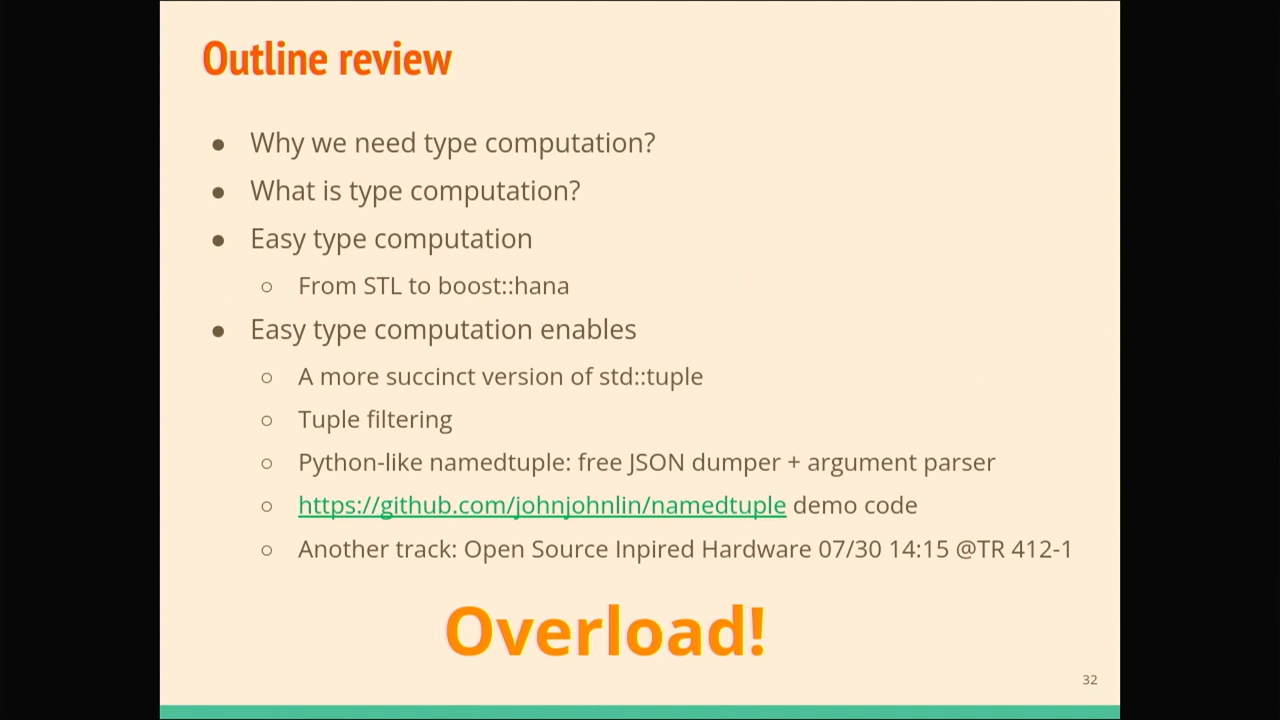 Outline review
● Why we need type computation?
● What is type computation?
● Easy type computation
○ From STL to boost::hana
● Easy type computation enables
○ A more succinct version of std::tuple
○ Tuple filtering
○ Python-like namedtuple: free JSON dumper + argument parser
○ https://github.com/johnjohnlin/namedtuple demo code
○ Another track: Open Source Inpired Hardware 07/30 14:15 @TR 412-1
Overload!
32